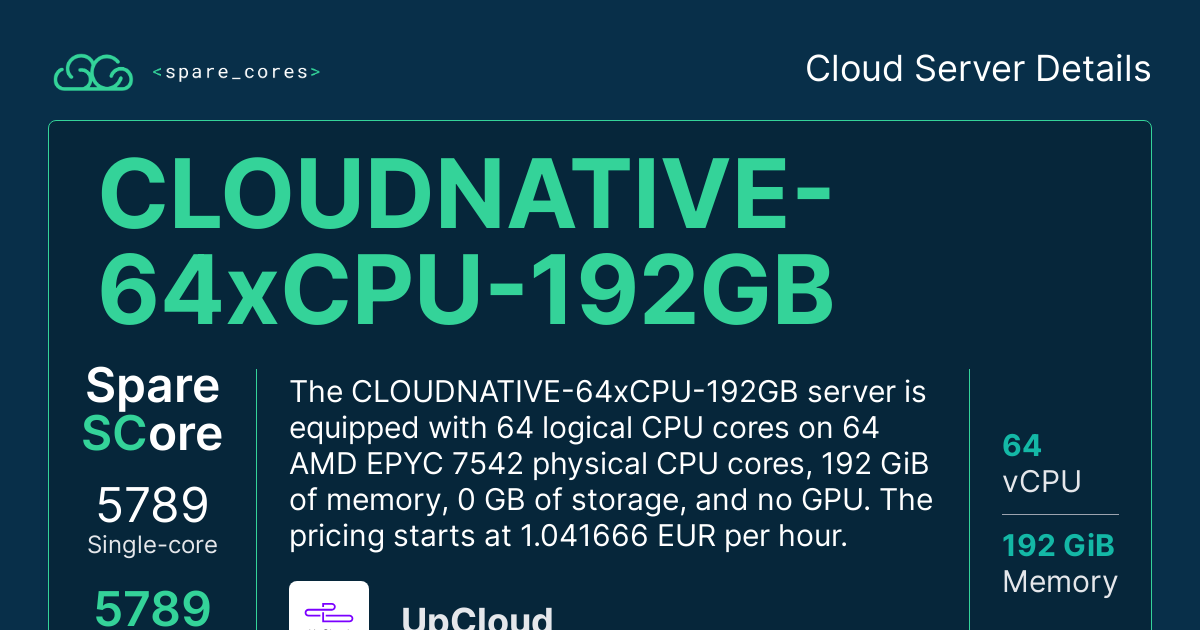 <spare_cores>
Cloud Server Details
CLOUDNATIVE-
64xCPU-192GB
Spare
SCore
5789
Single-core
5789
The CLOUDNATIVE-64xCPU-192GB server is
equipped with 64 logical CPU cores on 64
AMD EPYC 7542 physical CPU cores, 192 GiB
of memory, 0 GB of storage, and no GPU. The
pricing starts at 1.041666 EUR per hour.
UpCloud
64
vCPU
192 GiB
Memory